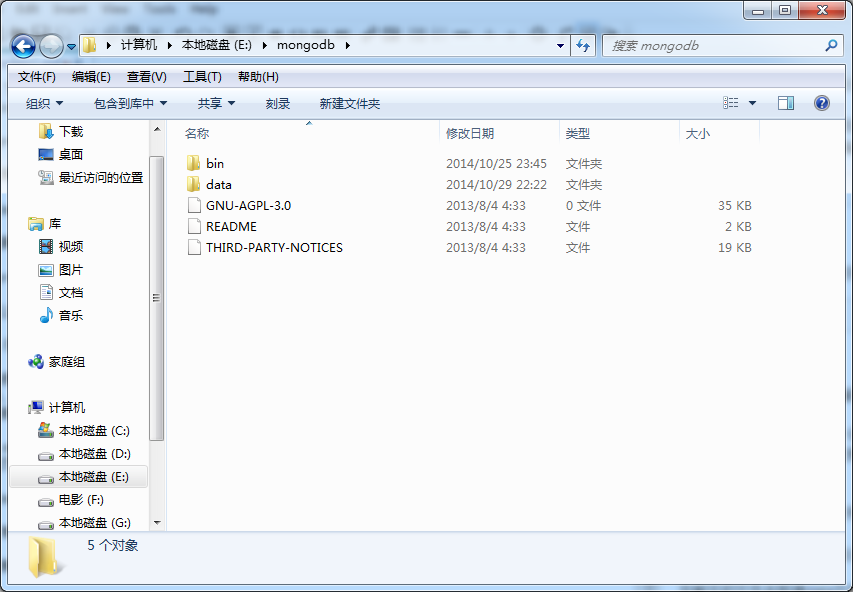 计算机 本地磁盘 (E:) mongodb
搜索 mongodb
文件(F) 编辑(E) 查看(V) 工具(T) 帮助(H)
组织 包含到库中 共享 刻录 新建文件夹
下载
桌面
最近访问的位置
库
视频
图片
文档
音乐
家庭组
计算机
本地磁盘 (C:)
本地磁盘 (D:)
本地磁盘 (E:)
电影 (F:)
本地磁盘 (G:)
名称 修改日期 类型 大小
bin 2014/10/25 23:45 文件夹
data 2014/10/29 22:22 文件夹
GNU-AGPL-3.0 2013/8/4 4:33 0 文件 35 KB
README 2013/8/4 4:33 文件 2 KB
THIRD-PARTY-NOTICES 2013/8/4 4:33 文件 19 KB
5 个对象